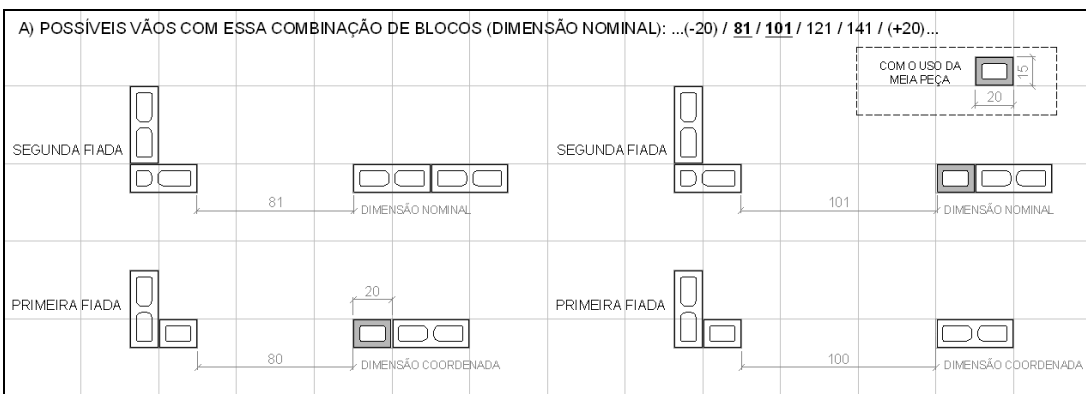 A) POSSÍVEIS VÃOS COM ESSA COMBINAÇÃO DE BLOCOS (DIMENSÃO NOMINAL): ...(-20) / 81 / 101 / 121 / 141 / (+20)...
COM O USO DA
MEIA PEÇA
15
20
SEGUNDA FIADA
81
DIMENSÃO NOMINAL
SEGUNDA FIADA
101
DIMENSÃO NOMINAL
PRIMEIRA FIADA
20
80
DIMENSÃO COORDENADA
PRIMEIRA FIADA
100
DIMENSÃO COORDENADA